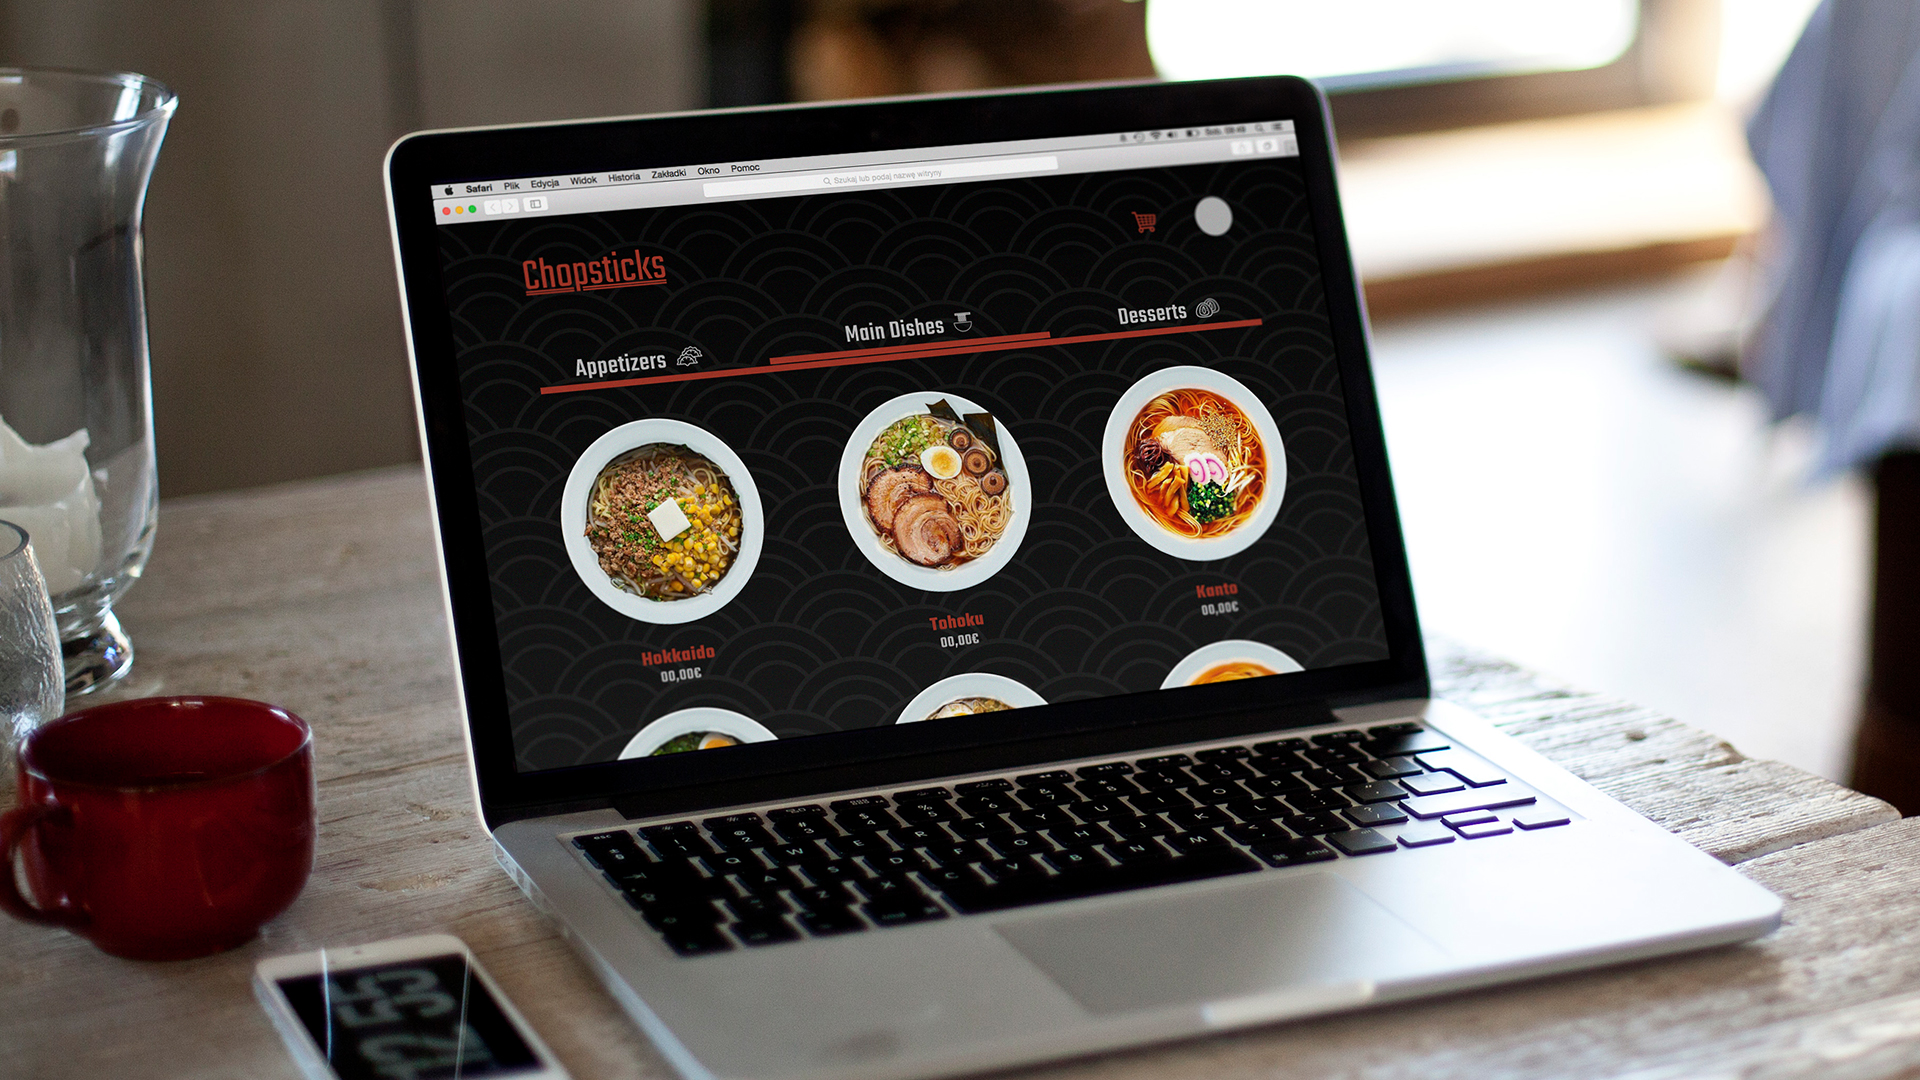 Safari Plik Edycja Widok Historia Zakładki Okno Pomoc
Szukaj lub podaj nazwę witryny
Chopsticks
Appetizers
Main Dishes
Desserts
Hokkaido
00,00€
Tohoku
00,00€
Kanto
00,00€
12 55